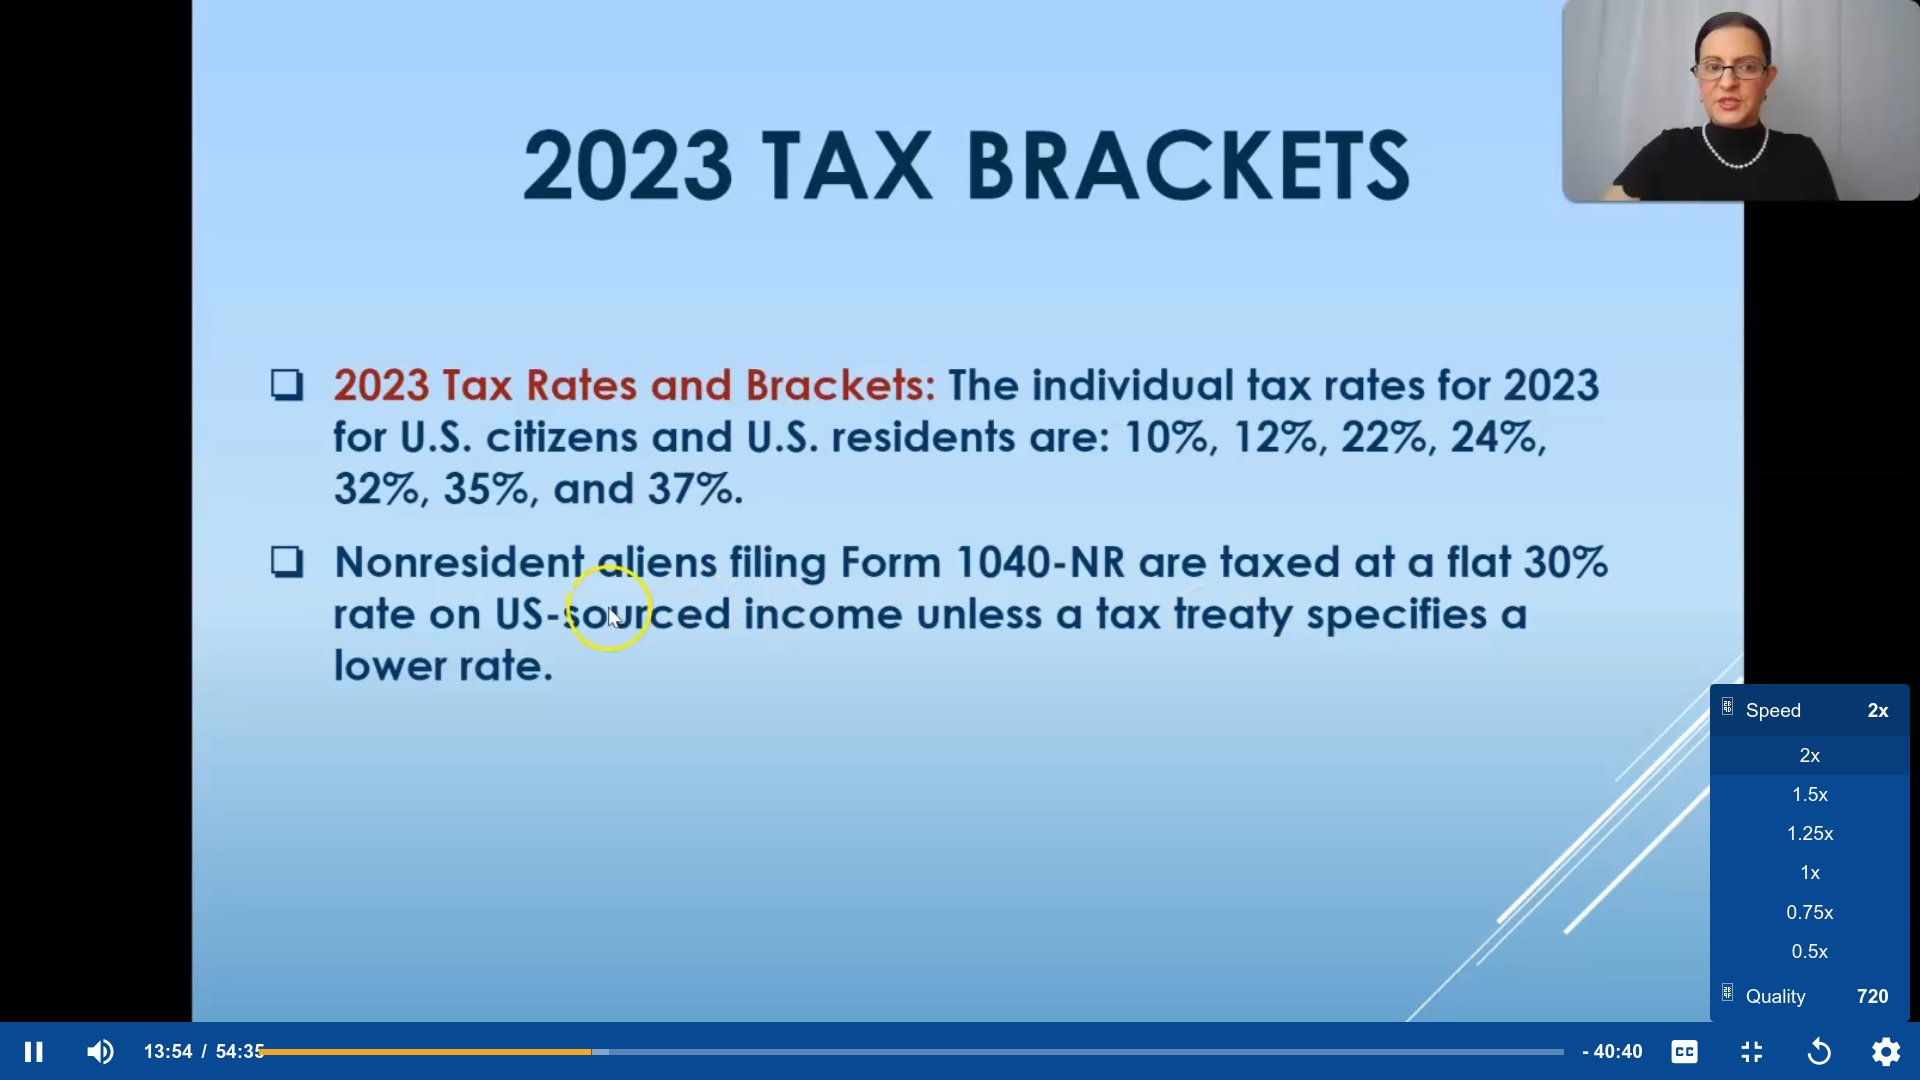 2023 TAX BRACKETS
2023 Tax Rates and Brackets: The individual tax rates for 2023
for U.S. citizens and U.S. residents are: 10%, 12%, 22%, 24%,
32%, 35%, and 37%.
Nonresident aliens filing Form 1040-NR are taxed at a flat 30%
rate on US-sourced income unless a tax treaty specifies a
lower rate.
Speed 2x
2x
1.5x
1.25x
1x
0.75x
0.5x
Quality 720
13:54 / 54:35
- 40:40
CC